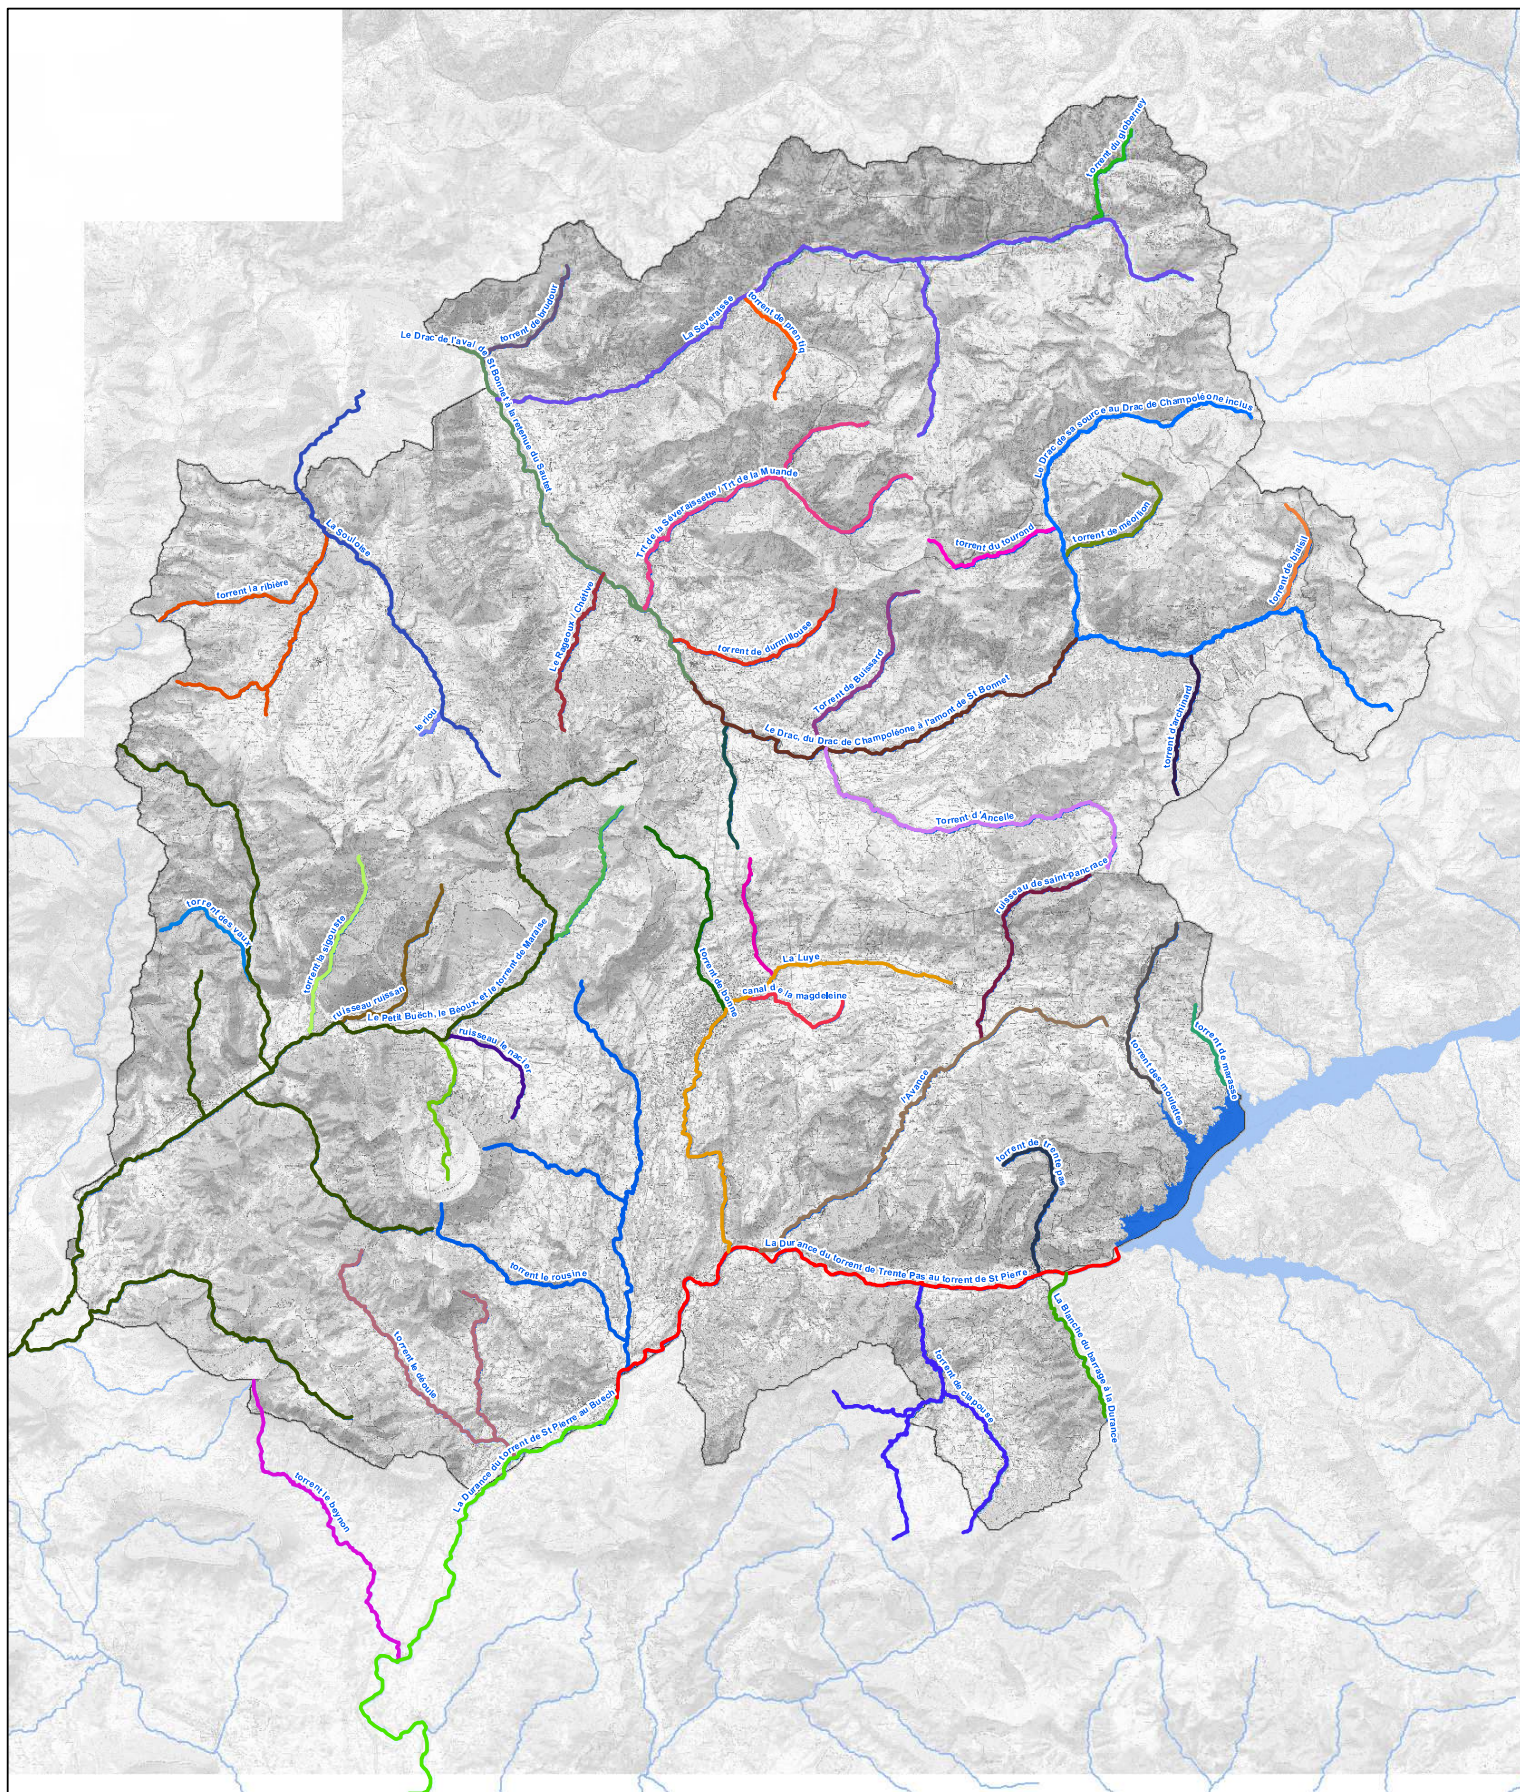 torrent du globerney
torrent de brudour
La Séveraisse
torrent de prentiq
Le Drac de l'aval de St Bonnet à la retenue du Sautet
Le Drac de sa source au Drac de Champoléone inclus
Trt de la Séveraissette / Trt de la Muande
La Souloise
torrent du tourond
torrent de méollion
torrent de blaisil
torrent la ribière
Le Rageoux / Chétive
torrent de durmillouse
Torrent de Buissard
Le Drac, du Drac de Champoléone à l'amont de St Bonnet
torrent d'archinard
le riou
Torrent d'Ancelle
ruisseau de saint-pancrace
torrent des vaux
torrent la sigouste
ruisseau ruissan
Le Petit Buëch, le Béoux, et le torrent de Maraise
torrent de bonne
La Luye
canal de la magdeleine
ruisseau le nacier
l'Avance
torrent des moulettes
torrent de marasse
torrent de trente pas
La Durance du torrent de Trente Pas au torrent de St Pierre
torrent le rousine
torrent le déoule
La Blanche du barrage à la Durance
torrent de clapouse
La Durance du torrent de St Pierre au Buëch
torrent le beynon